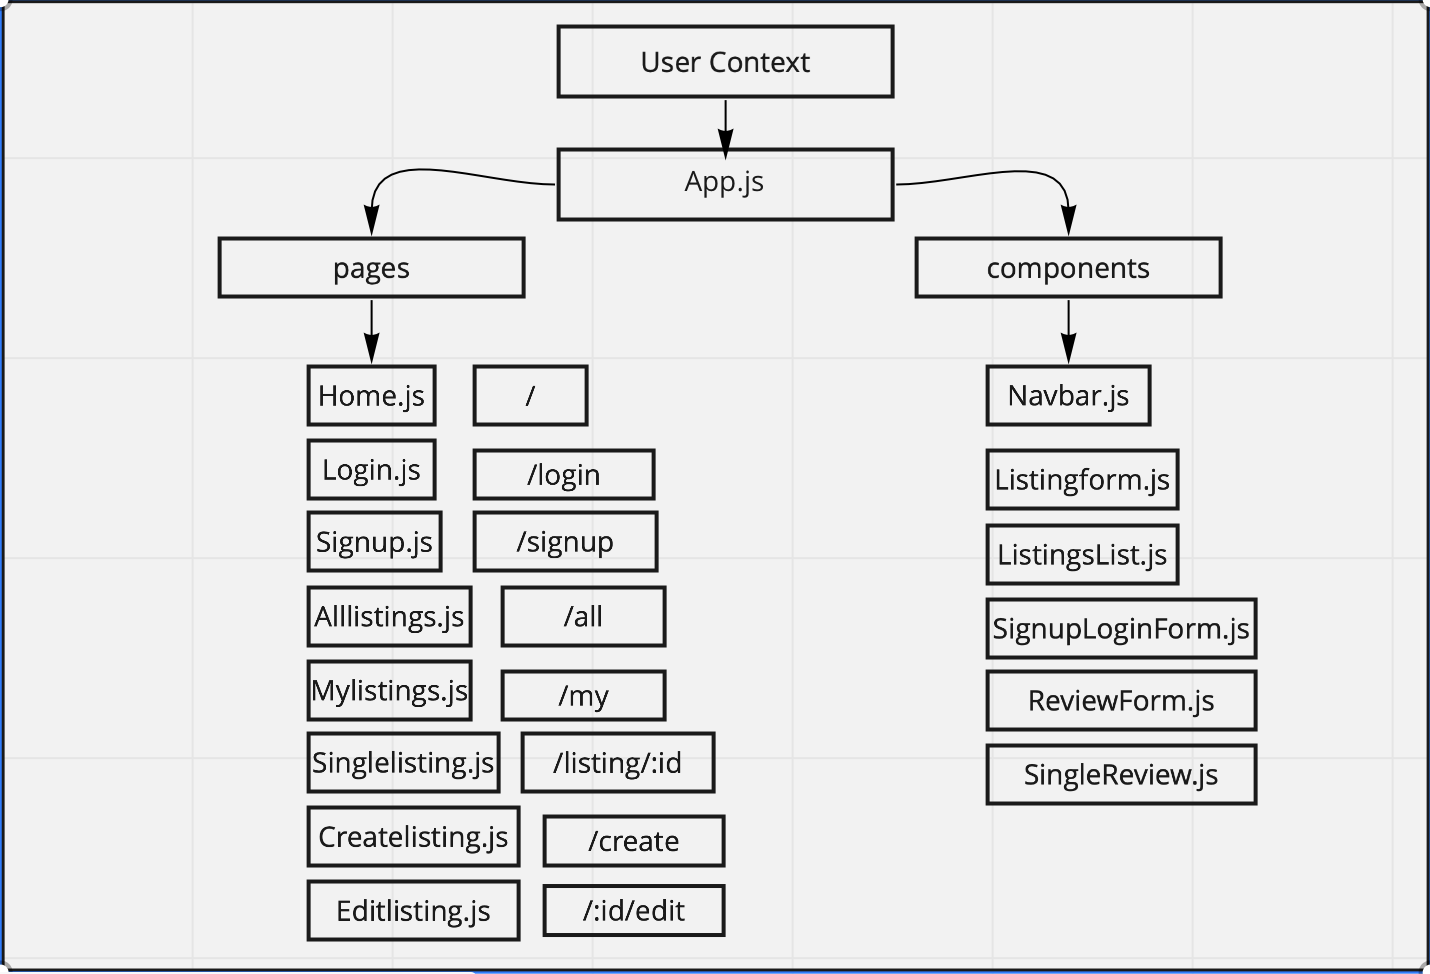 User Context
App.js
pages
components
Home.js
/
Navbar.js
Login.js
/login
Listingform.js
Signup.js
/signup
ListingsList.js
Alllistings.js
/all
SignupLoginForm.js
Mylistings.js
/my
ReviewForm.js
Singlelisting.js
/listing/:id
SingleReview.js
Createlisting.js
/create
Editlisting.js
/:id/edit